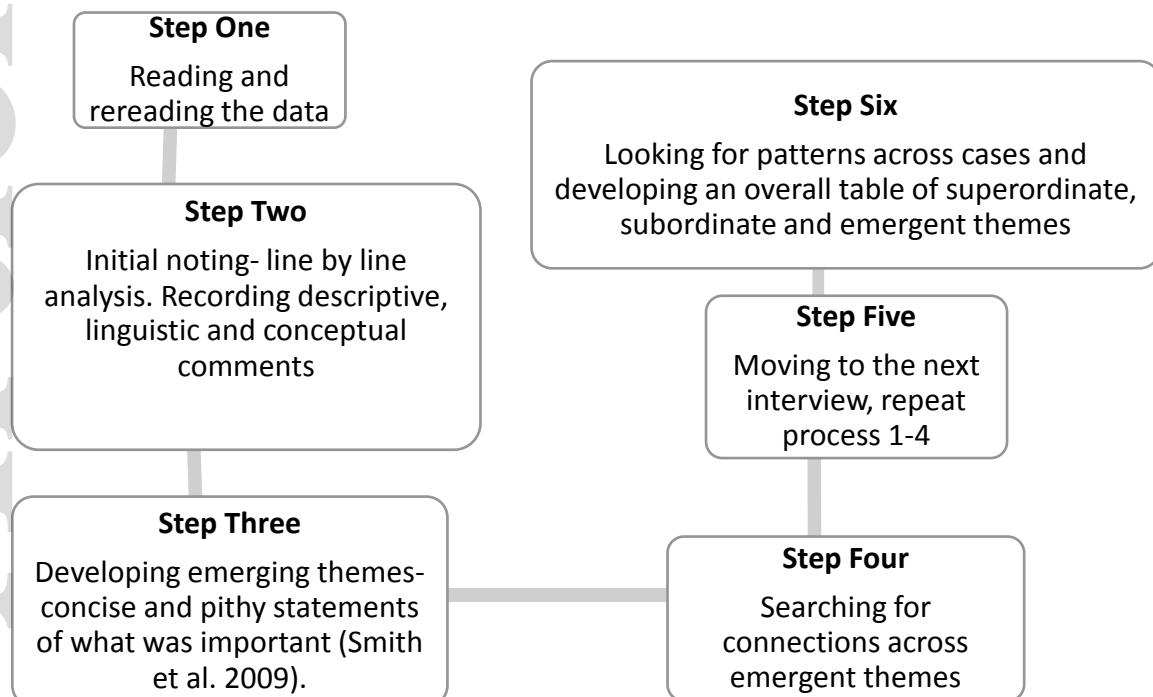 Step One
Reading and
rereading the data
Step Two
Initial noting- line by line
analysis. Recording descriptive,
linguistic and conceptual
comments
Step Three
Developing emerging themes-
concise and pithy statements
of what was important (Smith
et al. 2009).
Step Four
Searching for
connections across
emergent themes
Step Five
Moving to the next
interview, repeat
process 1-4
Step Six
Looking for patterns across cases and
developing an overall table of superordinate,
subordinate and emergent themes